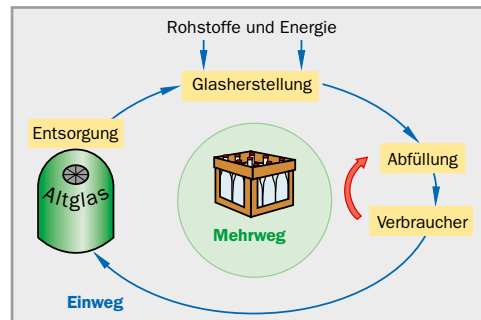 Rohstoffe und Energie
Glasherstellung
Entsorgung
Abfüllung
Altglas
Verbraucher
Mehrweg
Einweg